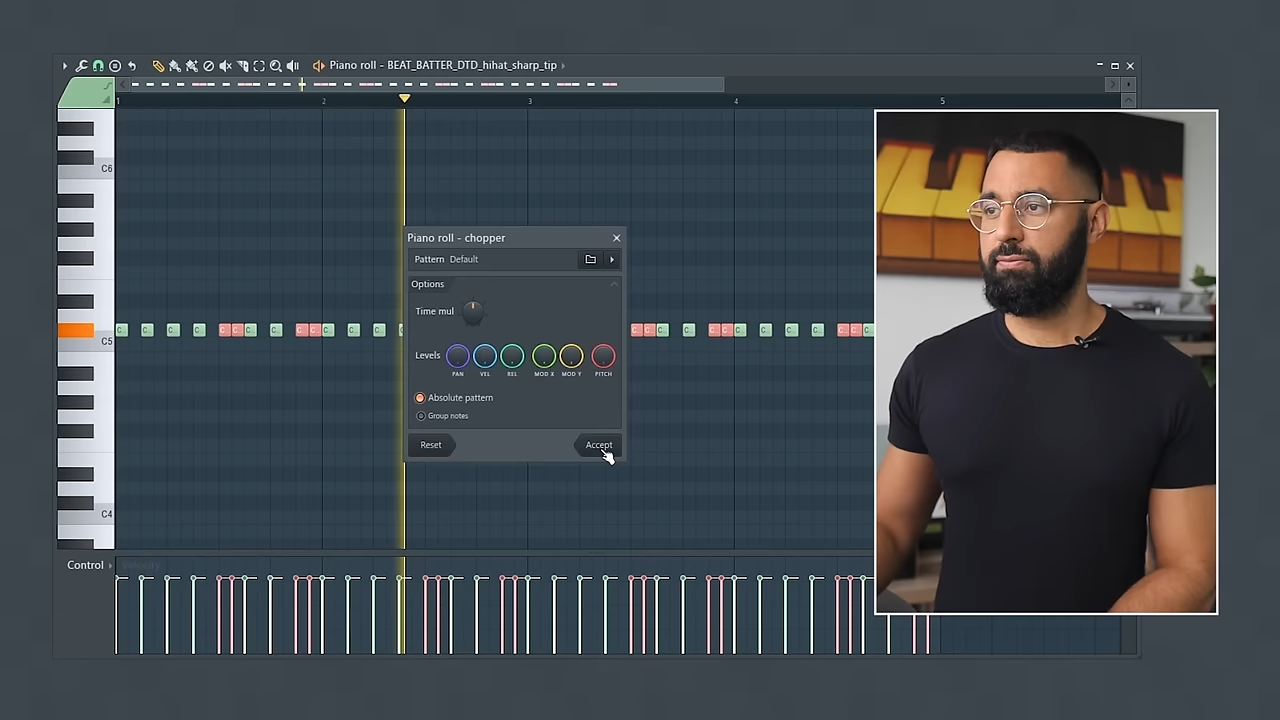 Piano roll - BEAT_BATTER_DTD_hihat_sharp_tip
1 2 3 4 5
C6
Piano roll - chopper
Pattern Default
Options
Time mul
C5
Levels
PAN VEL REL MOD X MOD Y PITCH
Absolute pattern
Group notes
Reset Accept
C4
Control Velocity